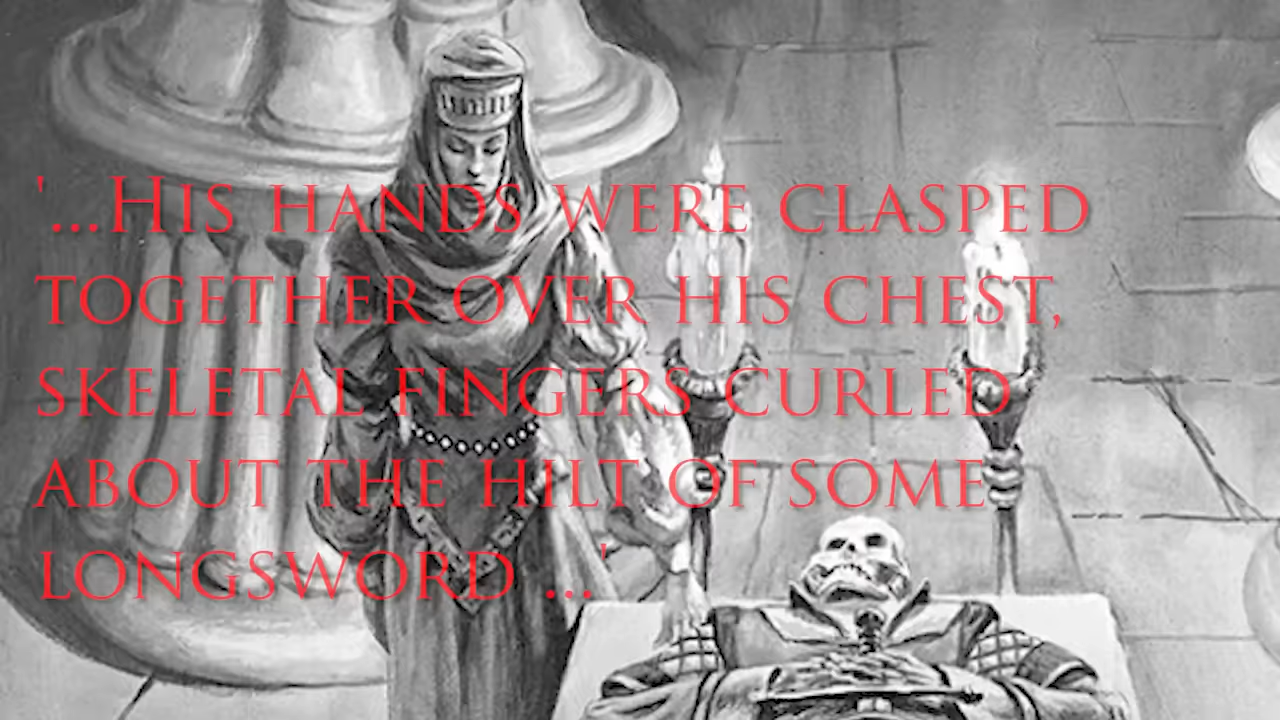 '...His hands were clasped
together over his chest,
skeletal fingers curled
about the hilt of some
longsword ...'